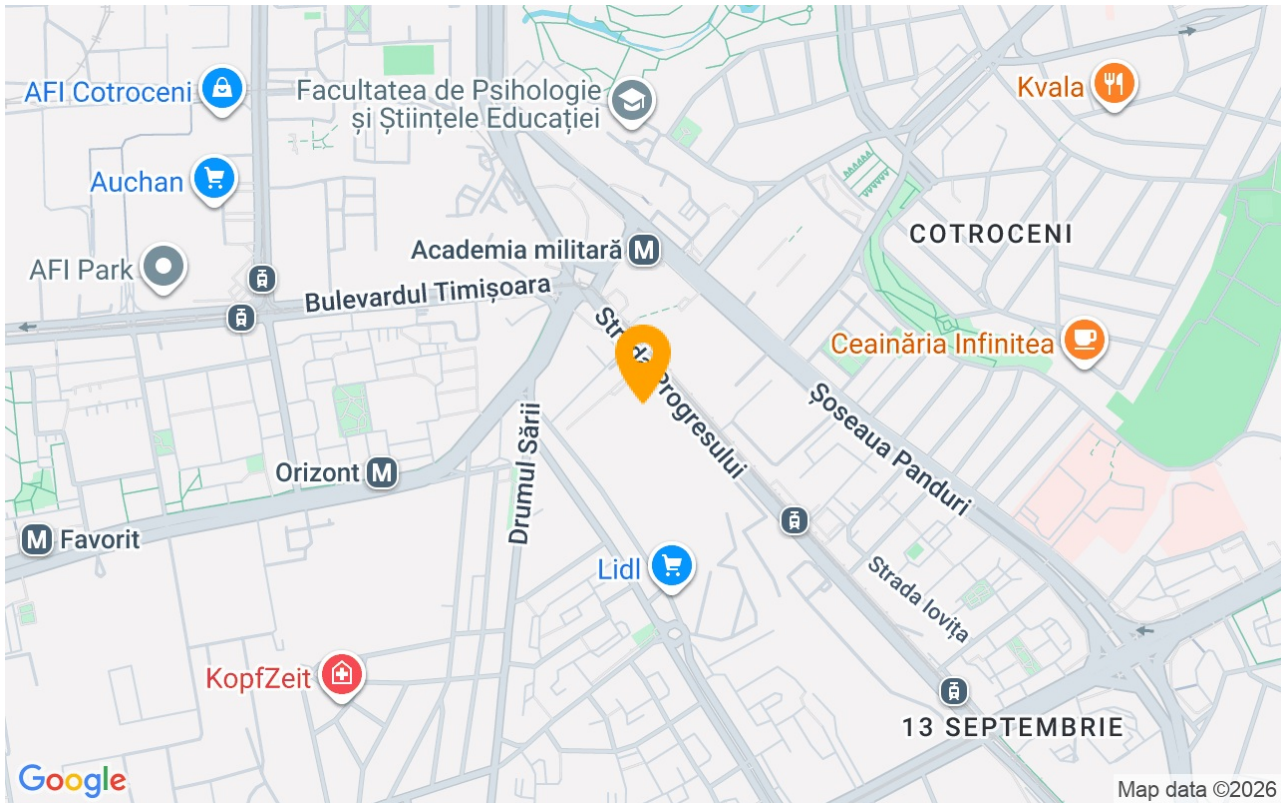 AFI Cotroceni
Facultatea de Psihologie
și Științele Educației
Kvala
Auchan
COTROCENI
Academia militară M
AFI Park
Bulevardul Timișoara
Strada Progresului
Ceainăria Infinitea
Șoseaua Panduri
Drumul Sării
Orizont M
M Favorit
Lidl
Strada Iovița
KopfZeit
13 SEPTEMBRIE
Google
Map data ©2026